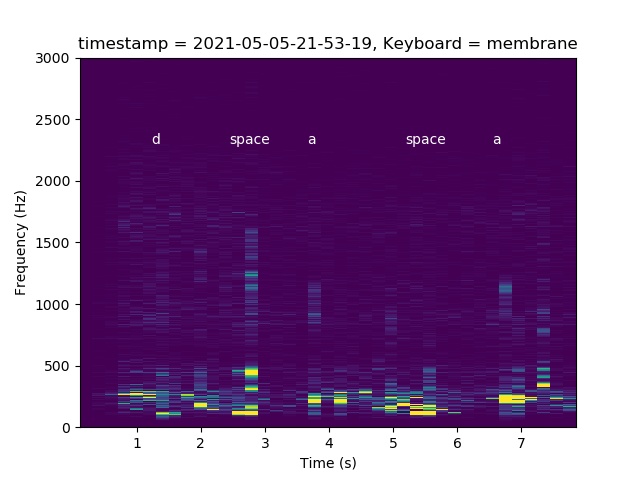 timestamp = 2021-05-05-21-53-19, Keyboard = membrane
3000
2500
2000
1500
1000
500
0
Frequency (Hz)
d space a space a
1 2 3 4 5 6 7
Time (s)